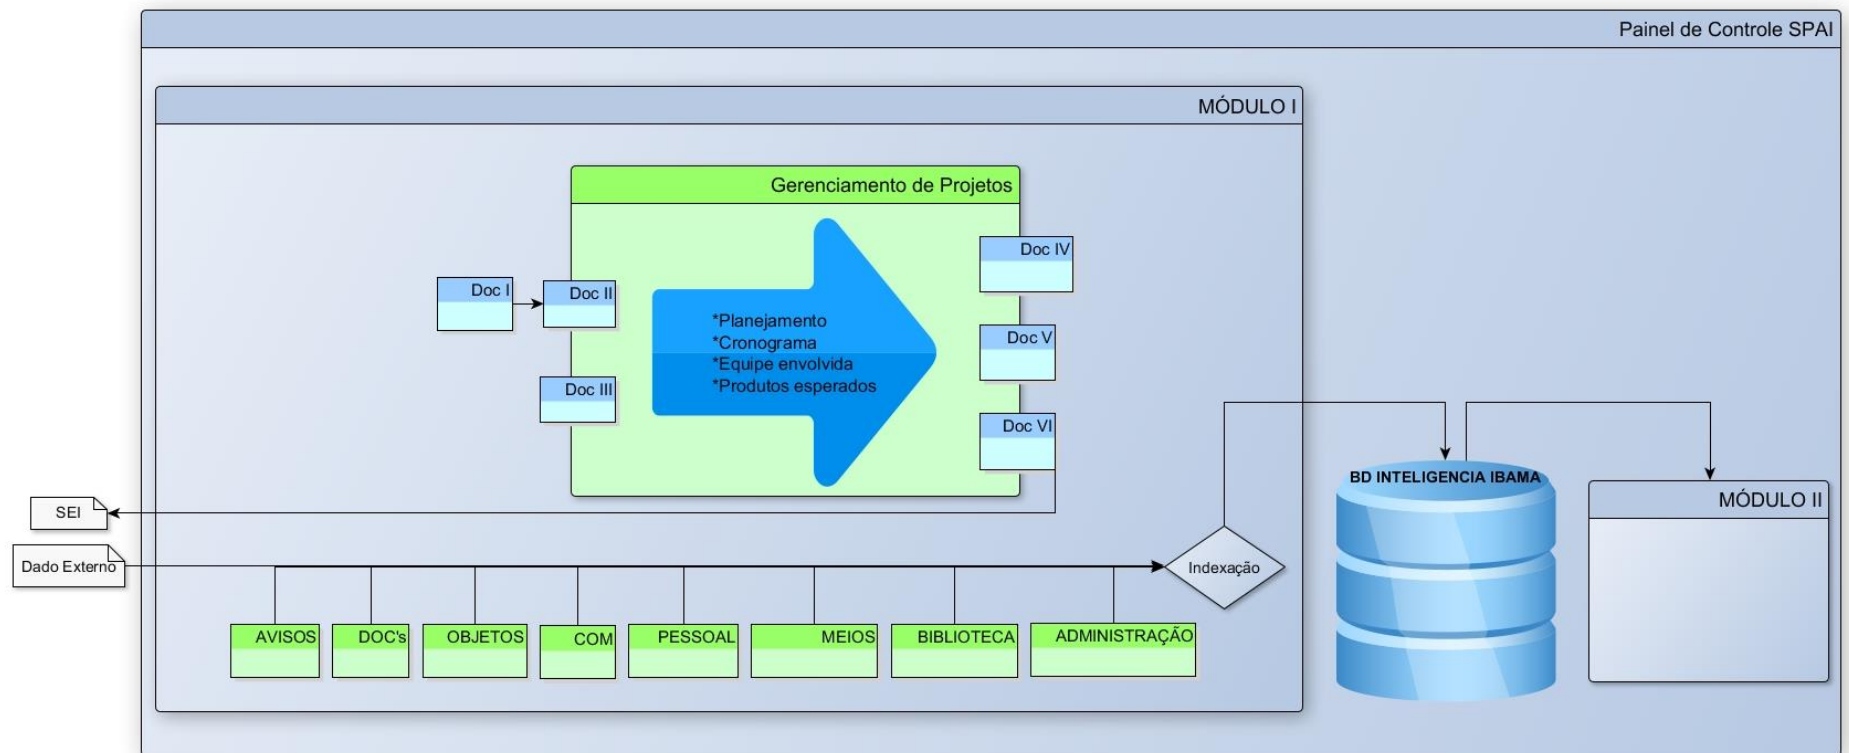 Painel de Controle SPAI
MÓDULO I
Gerenciamento de Projetos
Doc I
Doc II
Doc III
*Planejamento
*Cronograma
*Equipe envolvida
*Produtos esperados
Doc IV
Doc V
Doc VI
SEI
Dado Externo
Indexação
AVISOS
DOC's
OBJETOS
COM
PESSOAL
MEIOS
BIBLIOTECA
ADMINISTRAÇÃO
BD INTELIGENCIA IBAMA
MÓDULO II